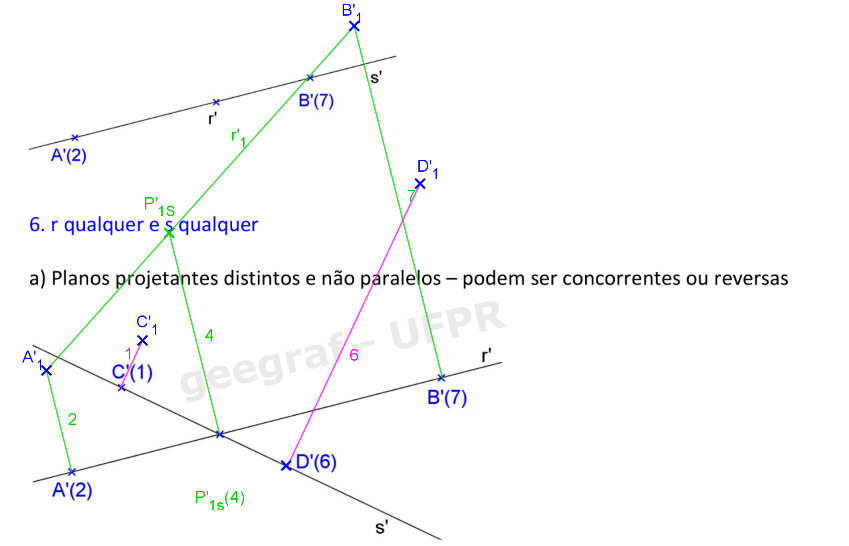 B'1
s'
B'(7)
r'
r'1
A'(2)
D'1
7
P'1S
6. r qualquer e s qualquer
a) Planos projetantes distintos e não paralelos – podem ser concorrentes ou reversas
C'1
geegraf - UFPR
4
A'1
1
6
r'
C'(1)
B'(7)
2
D'(6)
A'(2)
P'1s(4)
s'